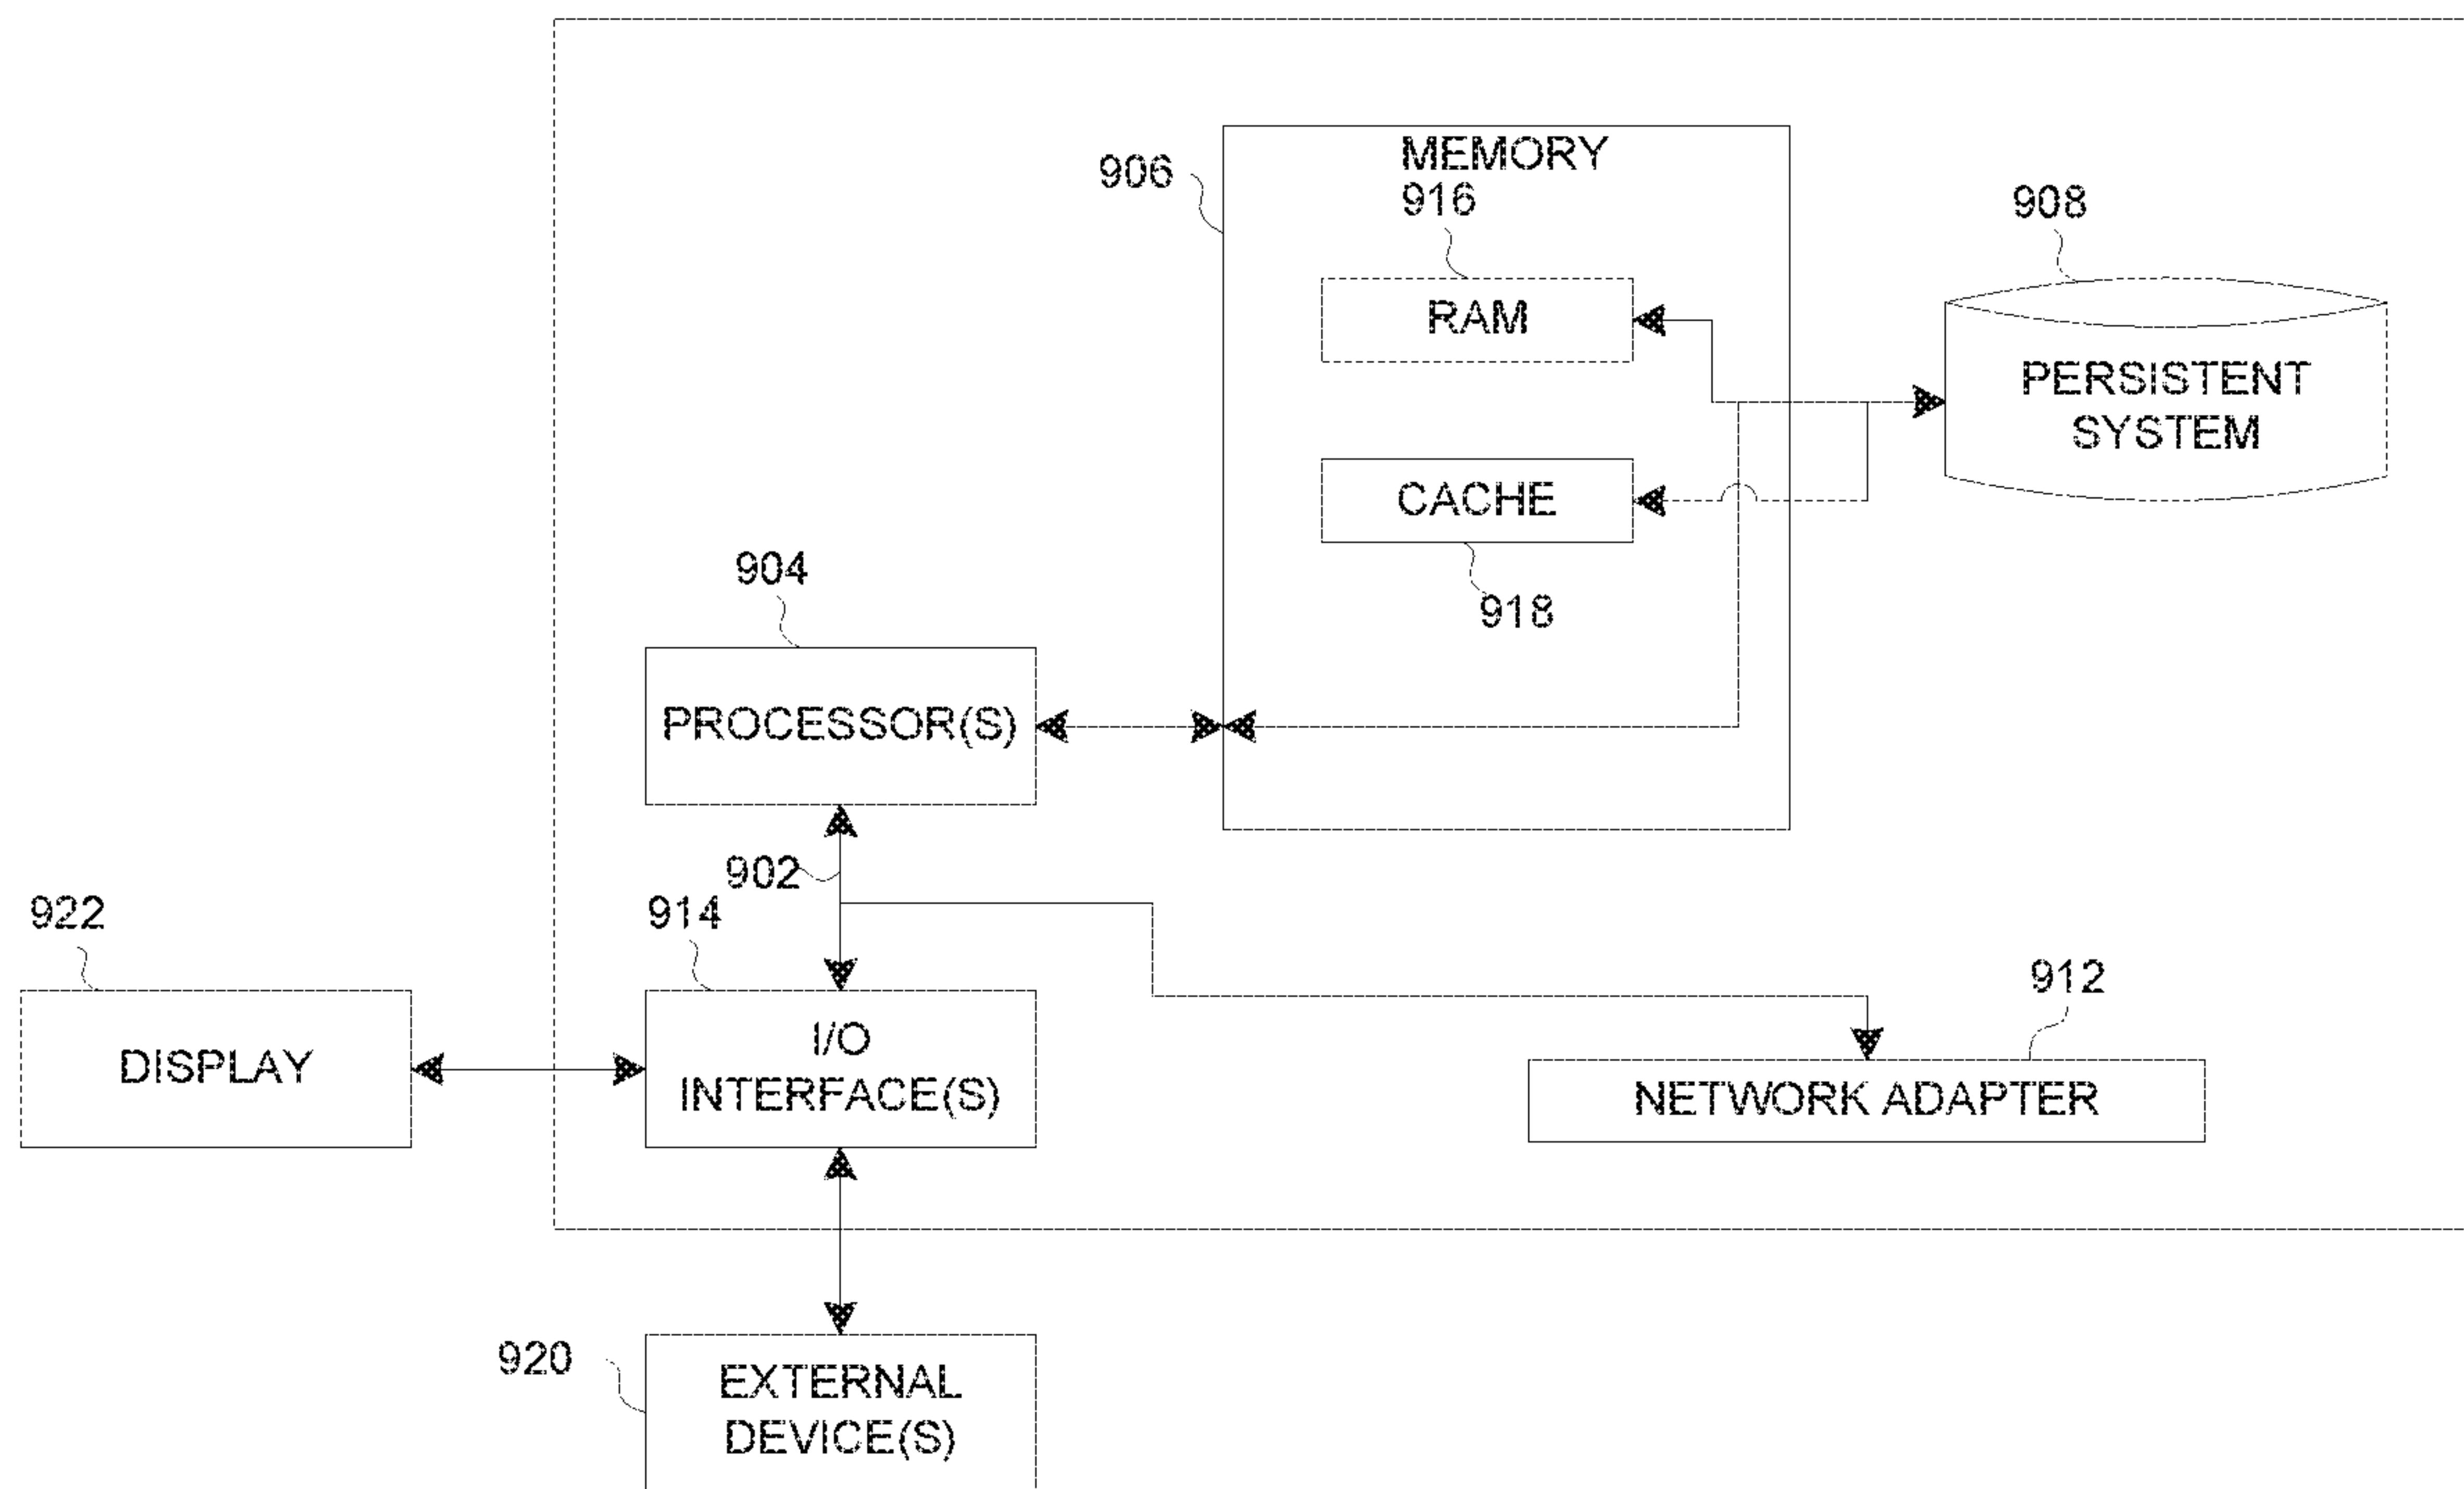 MEMORY
906
916
908
RAM
PERSISTENT
SYSTEM
CACHE
904
918
PROCESSOR(S)
902
922
914
912
I/O
DISPLAY
INTERFACE(S)
NETWORK ADAPTER
920
EXTERNAL
DEVICE(S)